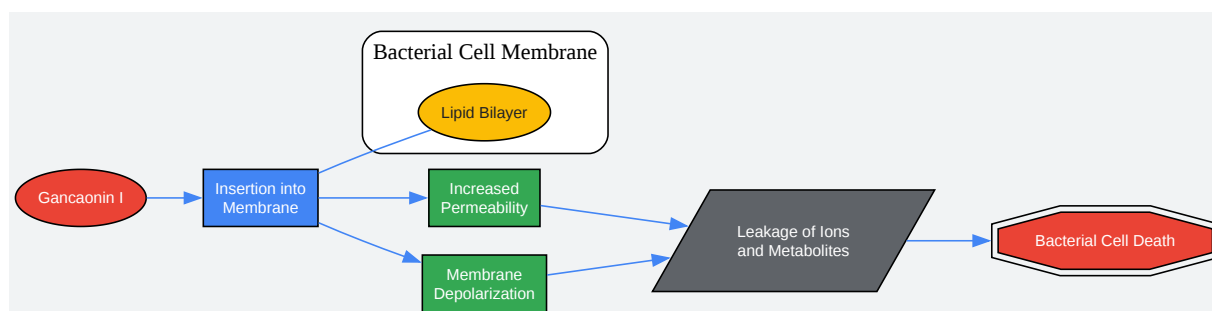 Bacterial Cell Membrane
Lipid Bilayer
Gancaonin I
Insertion into
Membrane
Increased
Permeability
Membrane
Depolarization
Leakage of Ions
and Metabolites
Bacterial Cell Death